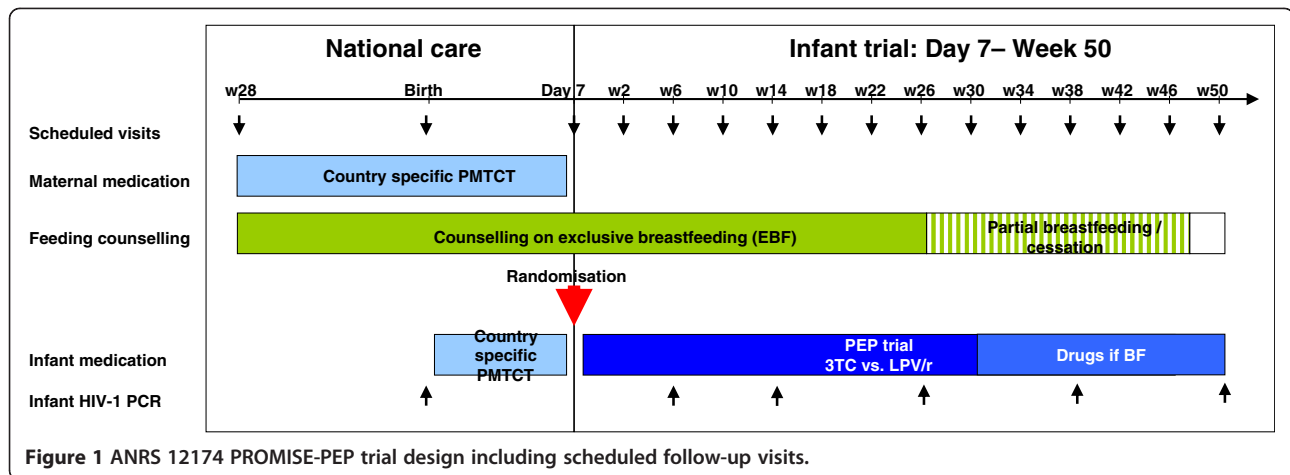 National care
Infant trial: Day 7– Week 50
w28 Birth Day 7 w2 w6 w10 w14 w18 w22 w26 w30 w34 w38 w42 w46 w50
Scheduled visits
Maternal medication
Country specific PMTCT
Feeding counselling
Counselling on exclusive breastfeeding (EBF)
Partial breastfeeding /
cessation
Randomisation
Infant medication
Country
specific
PMTCT
PEP trial
3TC vs. LPV/r
Drugs if BF
Infant HIV-1 PCR
Figure 1 ANRS 12174 PROMISE-PEP trial design including scheduled follow-up visits.